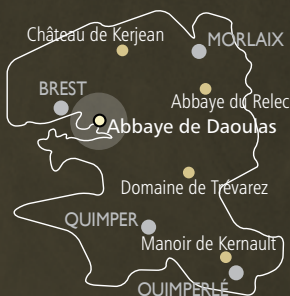 Château de Kerjean
MORLAIX
BREST
Abbaye du Relec
Abbaye de Daoulas
Domaine de Trévarez
QUIMPER
Manoir de Kernault
QUIMPERLÉ